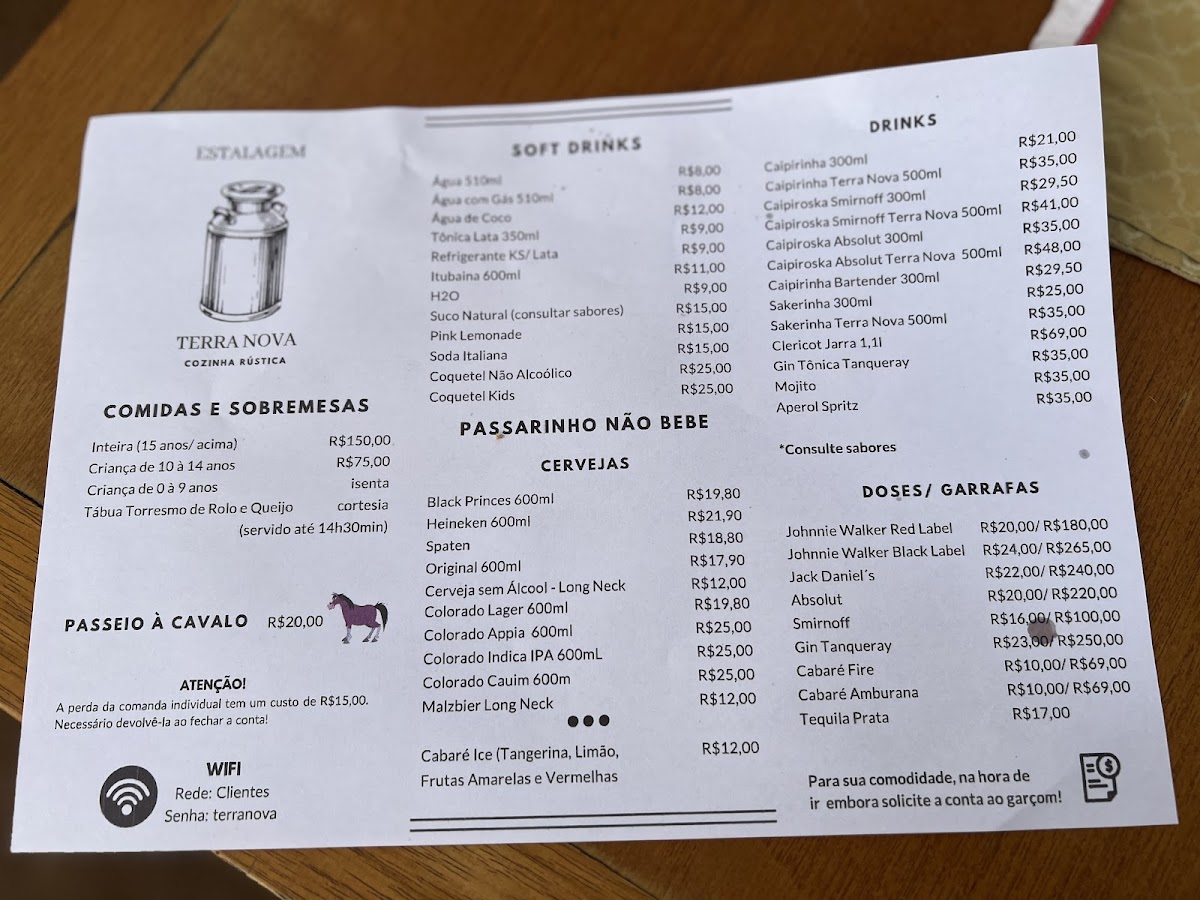 ESTALAGEM
TERRA NOVA
COZINHA RÚSTICA
COMIDAS E SOBREMESAS
Inteira (15 anos/ acima) R$150,00
Criança de 10 à 14 anos R$75,00
Criança de 0 à 9 anos isenta
Tábua Torresmo de Rolo e Queijo cortesia
(servido até 14h30min)
PASSEIO À CAVALO R$20,00
ATENÇÃO!
A perda da comanda individual tem um custo de R$15,00.
Necessário devolvê-la ao fechar a conta!
WIFI
Rede: Clientes
Senha: terranova
SOFT DRINKS
Água 510ml R$8,00
Água com Gás 510ml R$8,00
Água de Coco R$12,00
Tônica Lata 350ml R$9,00
Refrigerante KS/ Lata R$9,00
Itubaina 600ml R$11,00
H2O R$9,00
Suco Natural (consultar sabores) R$15,00
Pink Lemonade R$15,00
Soda Italiana R$15,00
Coquetel Não Alcoólico R$25,00
Coquetel Kids R$25,00
PASSARINHO NÃO BEBE
CERVEJAS
Black Princes 600ml R$19,80
Heineken 600ml R$21,90
Spaten R$18,80
Original 600ml R$17,90
Cerveja sem Álcool - Long Neck R$12,00
Colorado Lager 600ml R$19,80
Colorado Appia 600ml R$25,00
Colorado Indica IPA 600mL R$25,00
Colorado Cauim 600m R$25,00
Malzbier Long Neck R$12,00
Cabaré Ice (Tangerina, Limão, R$12,00
Frutas Amarelas e Vermelhas
DRINKS
Caipirinha 300ml R$21,00
Caipirinha Terra Nova 500ml R$35,00
Caipiroska Smirnoff 300ml R$29,50
Caipiroska Smirnoff Terra Nova 500ml R$41,00
Caipiroska Absolut 300ml R$35,00
Caipiroska Absolut Terra Nova 500ml R$48,00
Caipirinha Bartender 300ml R$29,50
Sakerinha 300ml R$25,00
Sakerinha Terra Nova 500ml R$35,00
Clericot Jarra 1,1l R$69,00
Gin Tônica Tanqueray R$35,00
Mojito R$35,00
Aperol Spritz R$35,00
*Consulte sabores
DOSES/ GARRAFAS
Johnnie Walker Red Label R$20,00/ R$180,00
Johnnie Walker Black Label R$24,00/ R$265,00
Jack Daniel´s R$22,00/ R$240,00
Absolut R$20,00/ R$220,00
Smirnoff R$16,00/ R$100,00
Gin Tanqueray R$23,00/ R$250,00
Cabaré Fire R$10,00/ R$69,00
Cabaré Amburana R$10,00/ R$69,00
Tequila Prata R$17,00
Para sua comodidade, na hora de
ir embora solicite a conta ao garçom!